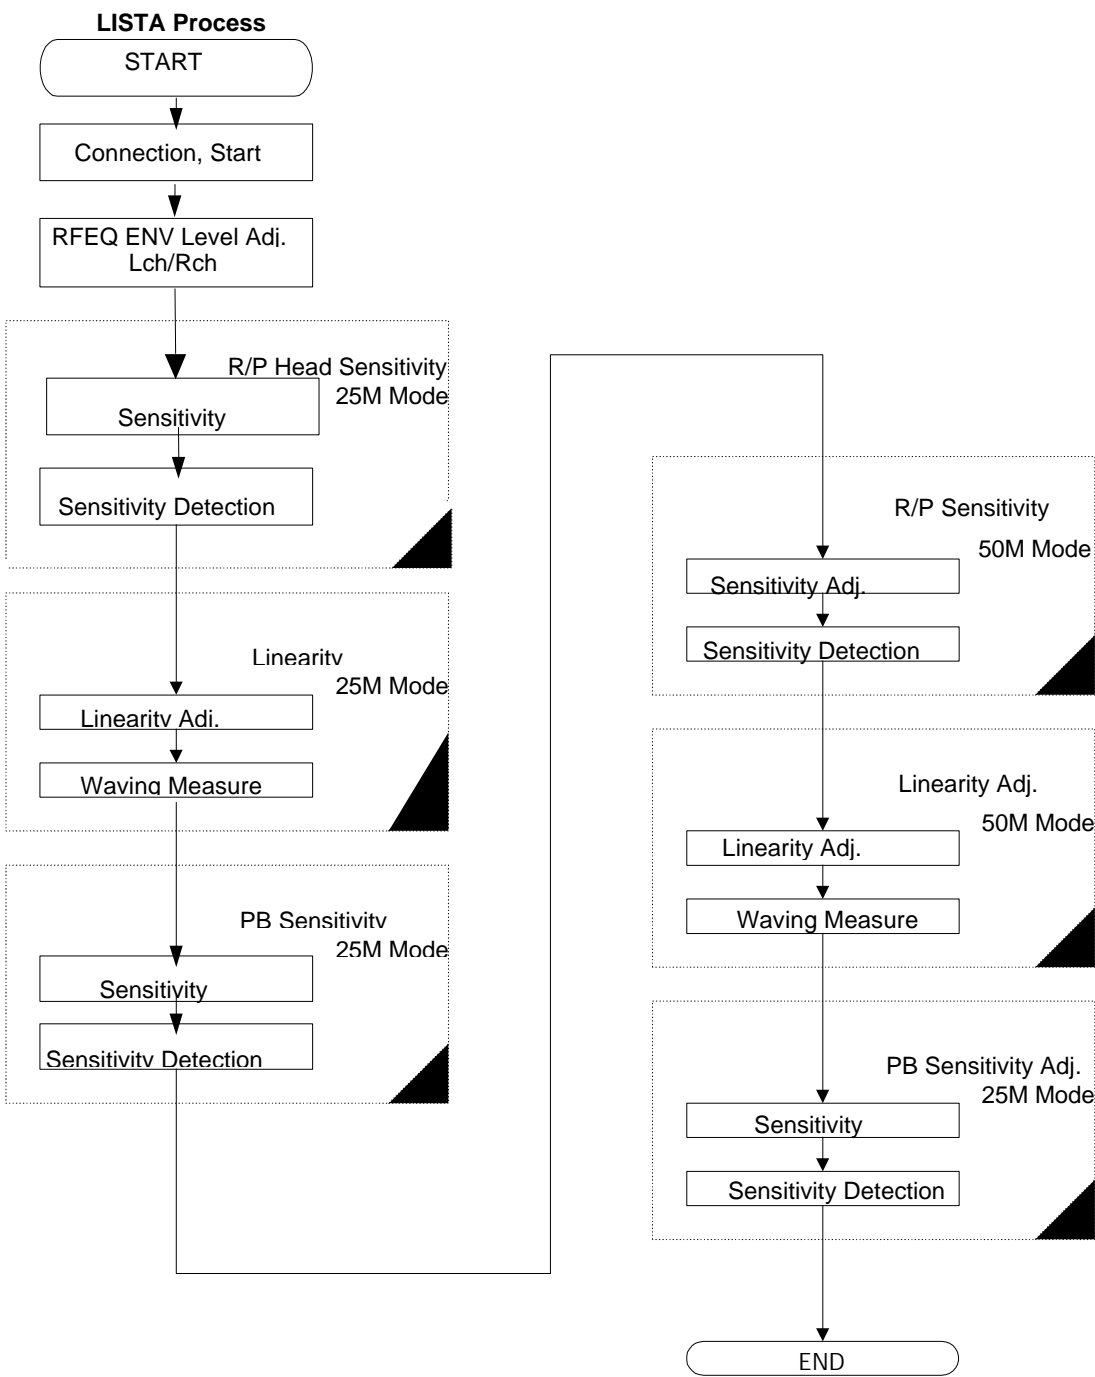 LISTA Process
START
Connection, Start
RFEQ ENV Level Adj.
Lch/Rch
R/P Head Sensitivity
25M Mode
Sensitivity
Sensitivity Detection
Linearity
25M Mode
Linearity Adj.
Waving Measure
PB Sensitivity
25M Mode
Sensitivity
Sensitivity Detection
R/P Sensitivity
50M Mode
Sensitivity Adj.
Sensitivity Detection
Linearity Adj.
50M Mode
Linearity Adj.
Waving Measure
PB Sensitivity Adj.
25M Mode
Sensitivity
Sensitivity Detection
END